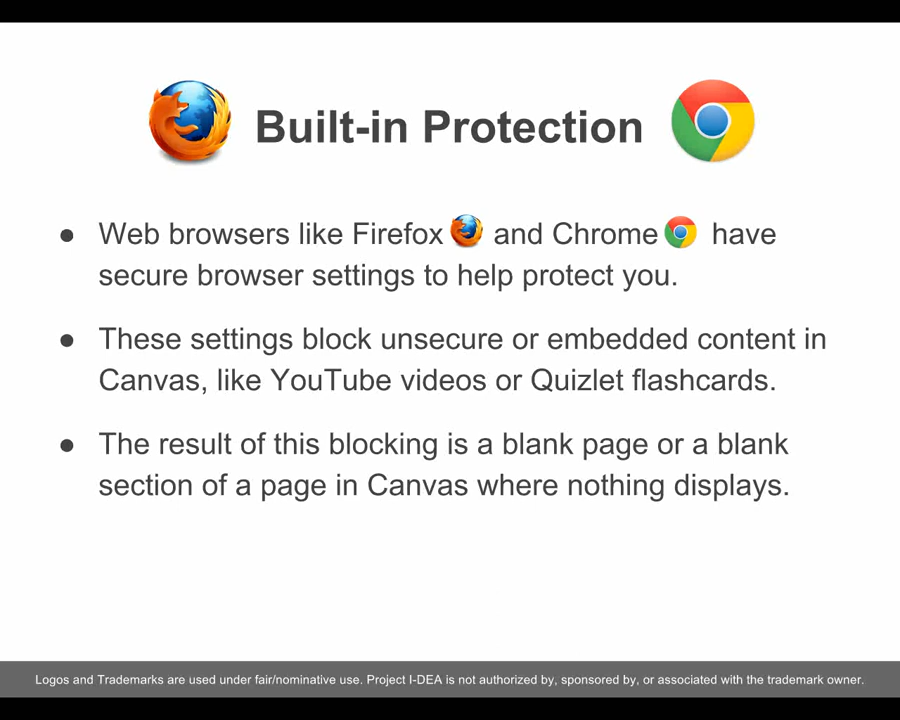 Built-in Protection
● Web browsers like Firefox and Chrome have
secure browser settings to help protect you.
● These settings block unsecure or embedded content in
Canvas, like YouTube videos or Quizlet flashcards.
● The result of this blocking is a blank page or a blank
section of a page in Canvas where nothing displays.
Logos and Trademarks are used under fair/nominative use. Project I-DEA is not authorized by, sponsored by, or associated with the trademark owner.